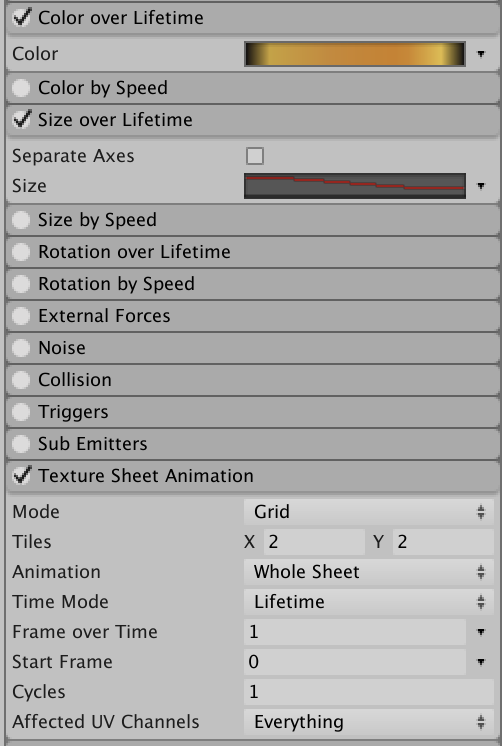 Color over Lifetime
Color
Color by Speed
Size over Lifetime
Separate Axes
Size
Size by Speed
Rotation over Lifetime
Rotation by Speed
External Forces
Noise
Collision
Triggers
Sub Emitters
Texture Sheet Animation
Mode Grid
Tiles X 2 Y 2
Animation Whole Sheet
Time Mode Lifetime
Frame over Time 1
Start Frame 0
Cycles 1
Affected UV Channels Everything